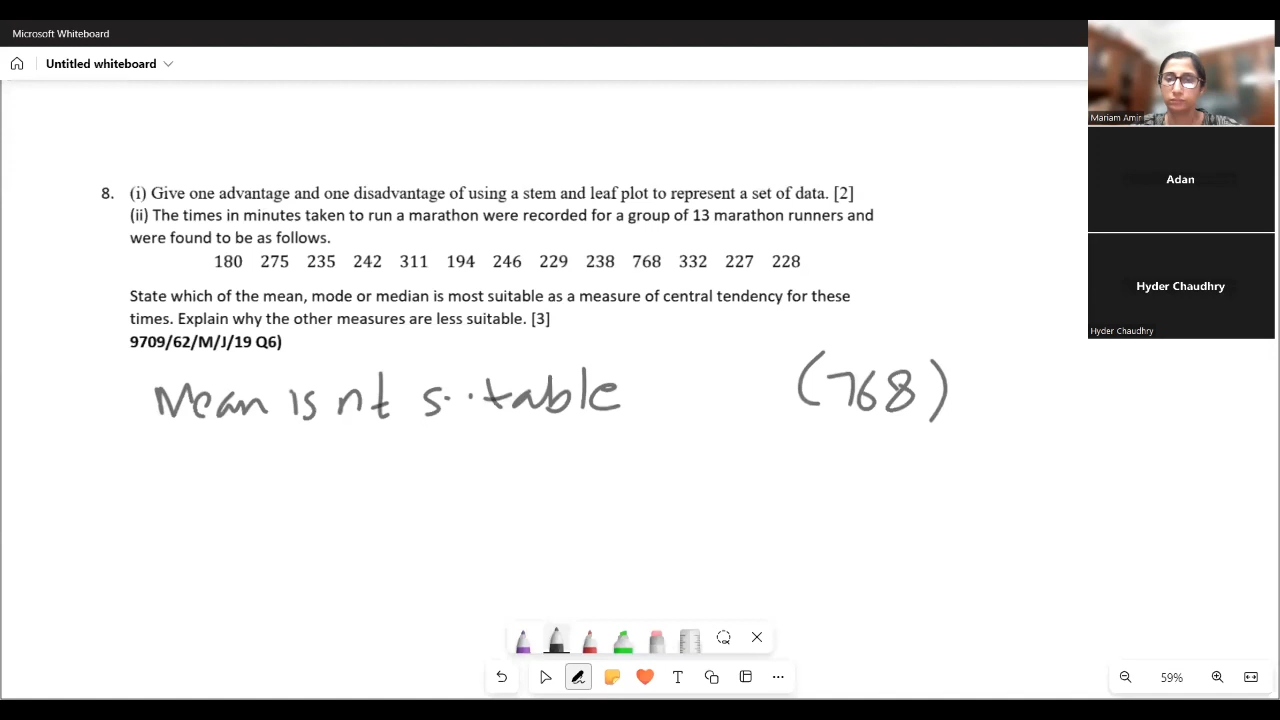 Microsoft Whiteboard
Untitled whiteboard
Mariam Amir
Adan
Hyder Chaudhry
Hyder Chaudhry
8. (i) Give one advantage and one disadvantage of using a stem and leaf plot to represent a set of data. [2]
(ii) The times in minutes taken to run a marathon were recorded for a group of 13 marathon runners and
were found to be as follows.
180 275 235 242 311 194 246 229 238 768 332 227 228
State which of the mean, mode or median is most suitable as a measure of central tendency for these
times. Explain why the other measures are less suitable. [3]
9709/62/M/J/19 Q6)
Mean is nt suitable (768)
59%